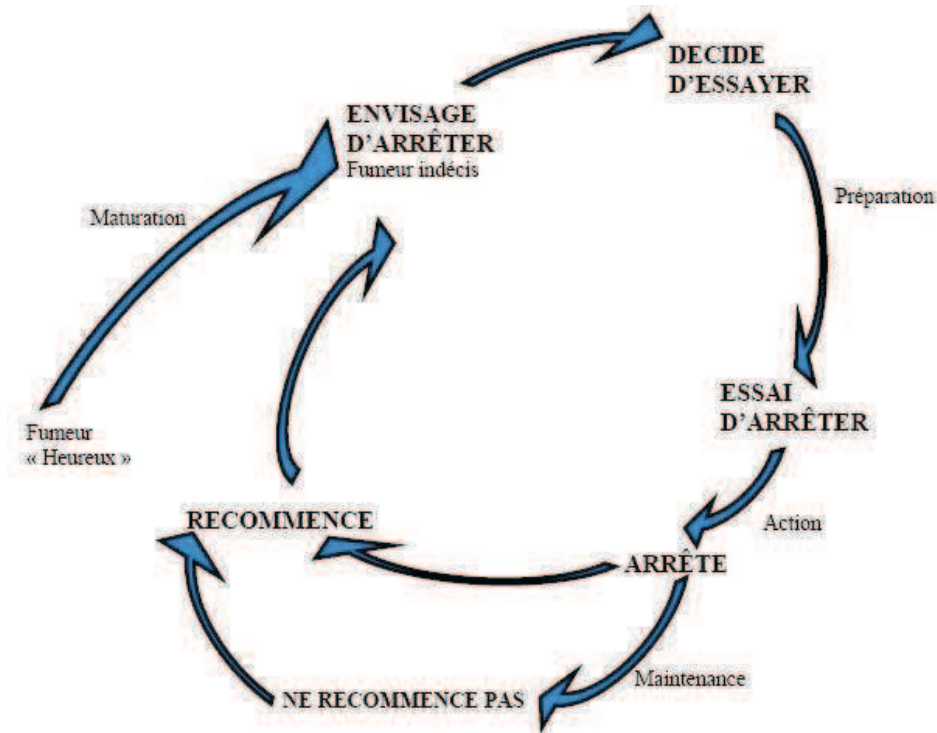 DECIDE
D'ESSAYER
ENVISAGE
D'ARRÊTER
Fumeur indécis
Préparation
Maturation
ESSAI
D'ARRÊTER
Fumeur
« Heureux »
RECOMMENCE
Action
ARRÊTE
Maintenance
NE RECOMMENCE PAS